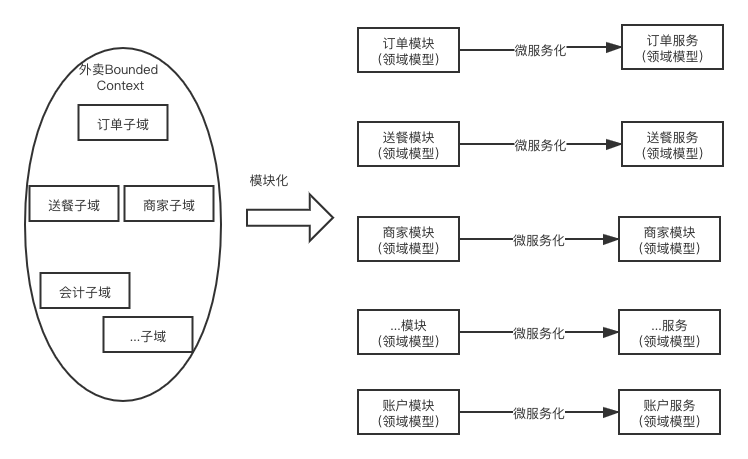 外卖Bounded
Context
订单子域
送餐子域
商家子域
会计子域
...子域
模块化
订单模块
(领域模型)
微服务化
订单服务
(领域模型)
送餐模块
(领域模型)
微服务化
送餐服务
(领域模型)
商家模块
(领域模型)
微服务化
商家服务
(领域模型)
...模块
(领域模型)
微服务化
...服务
(领域模型)
账户模块
(领域模型)
微服务化
账户服务
(领域模型)